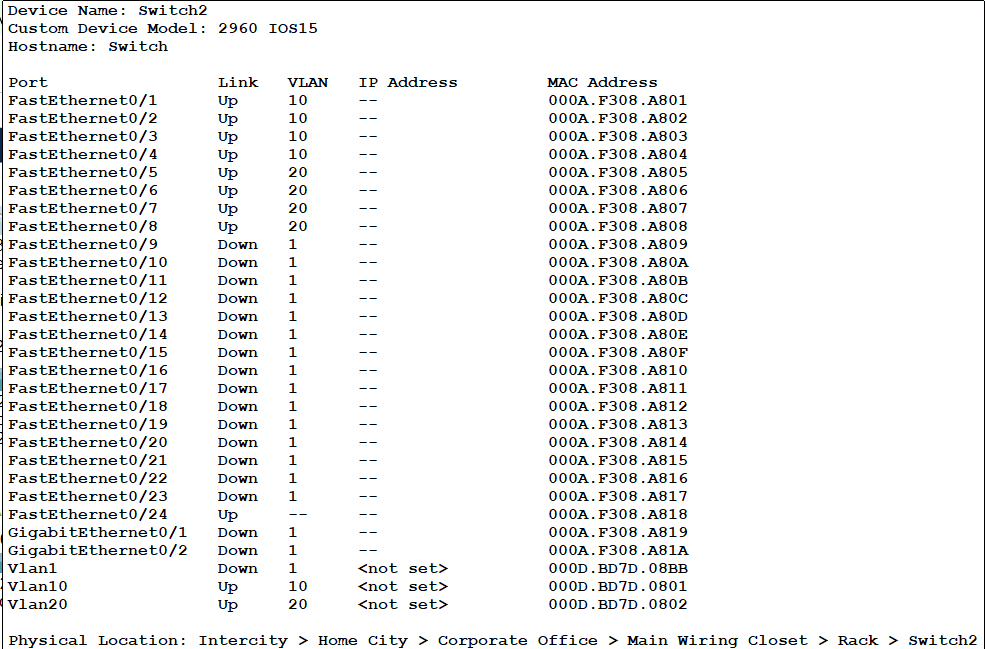 Device Name: Switch2
Custom Device Model: 2960 IOS15
Hostname: Switch
Port Link VLAN IP Address MAC Address
FastEthernet0/1 Up 10 -- 000A.F308.A801
FastEthernet0/2 Up 10 -- 000A.F308.A802
FastEthernet0/3 Up 10 -- 000A.F308.A803
FastEthernet0/4 Up 10 -- 000A.F308.A804
FastEthernet0/5 Up 20 -- 000A.F308.A805
FastEthernet0/6 Up 20 -- 000A.F308.A806
FastEthernet0/7 Up 20 -- 000A.F308.A807
FastEthernet0/8 Up 20 -- 000A.F308.A808
FastEthernet0/9 Down 1 -- 000A.F308.A809
FastEthernet0/10 Down 1 -- 000A.F308.A80A
FastEthernet0/11 Down 1 -- 000A.F308.A80B
FastEthernet0/12 Down 1 -- 000A.F308.A80C
FastEthernet0/13 Down 1 -- 000A.F308.A80D
FastEthernet0/14 Down 1 -- 000A.F308.A80E
FastEthernet0/15 Down 1 -- 000A.F308.A80F
FastEthernet0/16 Down 1 -- 000A.F308.A810
FastEthernet0/17 Down 1 -- 000A.F308.A811
FastEthernet0/18 Down 1 -- 000A.F308.A812
FastEthernet0/19 Down 1 -- 000A.F308.A813
FastEthernet0/20 Down 1 -- 000A.F308.A814
FastEthernet0/21 Down 1 -- 000A.F308.A815
FastEthernet0/22 Down 1 -- 000A.F308.A816
FastEthernet0/23 Down 1 -- 000A.F308.A817
FastEthernet0/24 Up -- -- 000A.F308.A818
GigabitEthernet0/1 Down 1 -- 000A.F308.A819
GigabitEthernet0/2 Down 1 -- 000A.F308.A81A
Vlan1 Down 1 <not set> 000D.BD7D.08BB
Vlan10 Up 10 <not set> 000D.BD7D.0801
Vlan20 Up 20 <not set> 000D.BD7D.0802
Physical Location: Intercity > Home City > Corporate Office > Main Wiring Closet > Rack > Switch2